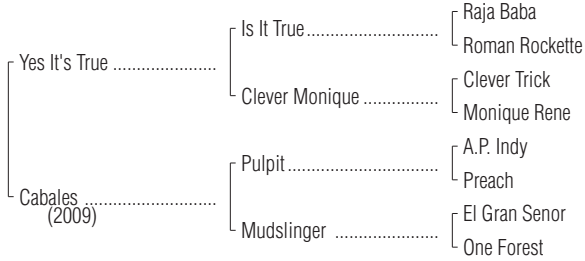 Raja Baba
Is It True
Roman Rockette
Yes It's True
Clever Trick
Clever Monique
Monique Rene
A.P. Indy
Pulpit
Preach
Cabales
(2009)
El Gran Senor
Mudslinger
One Forest